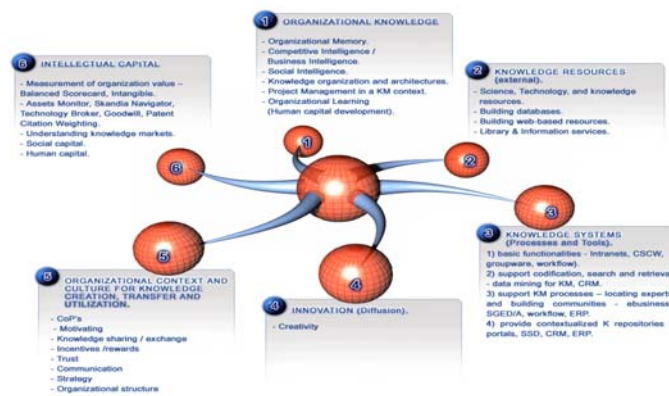 1 ORGANIZATIONAL KNOWLEDGE
- Organizational Memory.
- Competitive Intelligence /
Business Intelligence.
- Social Intelligence.
- Knowledge organization and architectures.
- Project Management in a KM context.
- Organizational Learning
(Human capital development).
2 KNOWLEDGE RESOURCES
(external).
- Science, Technology, and knowledge
resources.
- Building databases.
- Building web-based resources.
- Library & Information services.
3 KNOWLEDGE SYSTEMS
(Processes and Tools).
1) basic functionalities - Intranets, CSCW,
groupware, workflow).
2) support codification, search and retrieva
- data mining for KM, CRM.
3) support KM processes – locating expert
and building communities - ebusines
SGED/A, workflow, ERP.
4) provide contextualized K repositories
portals, SSD, CRM, ERP.
4 INNOVATION (Diffusion).
- Creativity
5 ORGANIZATIONAL CONTEXT AND
CULTURE FOR KNOWLEDGE
CREATION, TRANSFER AND
UTILIZATION.
- CoP's
- Motivating
- Knowledge sharing / exchange
- Incentives /rewards
- Trust
- Communication
- Strategy
- Organizational structure
6 INTELLECTUAL CAPITAL
- Measurement of organization value –
Balanced Scorecard, Intangible.
- Assets Monitor, Skandia Navigator,
Technology Broker, Goodwill, Patent
Citation Weighting.
- Understanding knowledge markets.
- Social capital.
- Human capital.
1
2
3
4
5
6